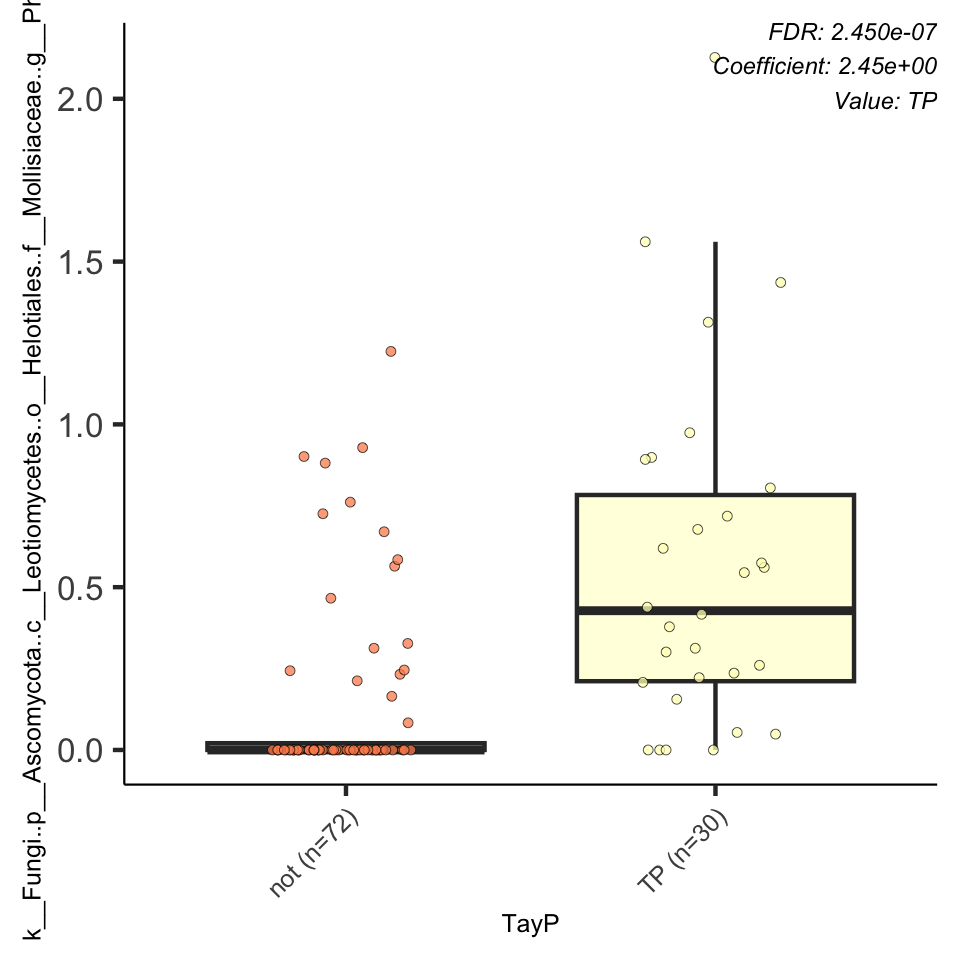 FDR: 2.450e-07
Coefficient: 2.45e+00
Value: TP
k__Fungi..p__Ascomycota..c__Leotiomycetes..o__Helotiales..f__Mollisiaceae..g__
2.0
1.5
1.0
0.5
0.0
not (n=72)
TP (n=30)
TayP